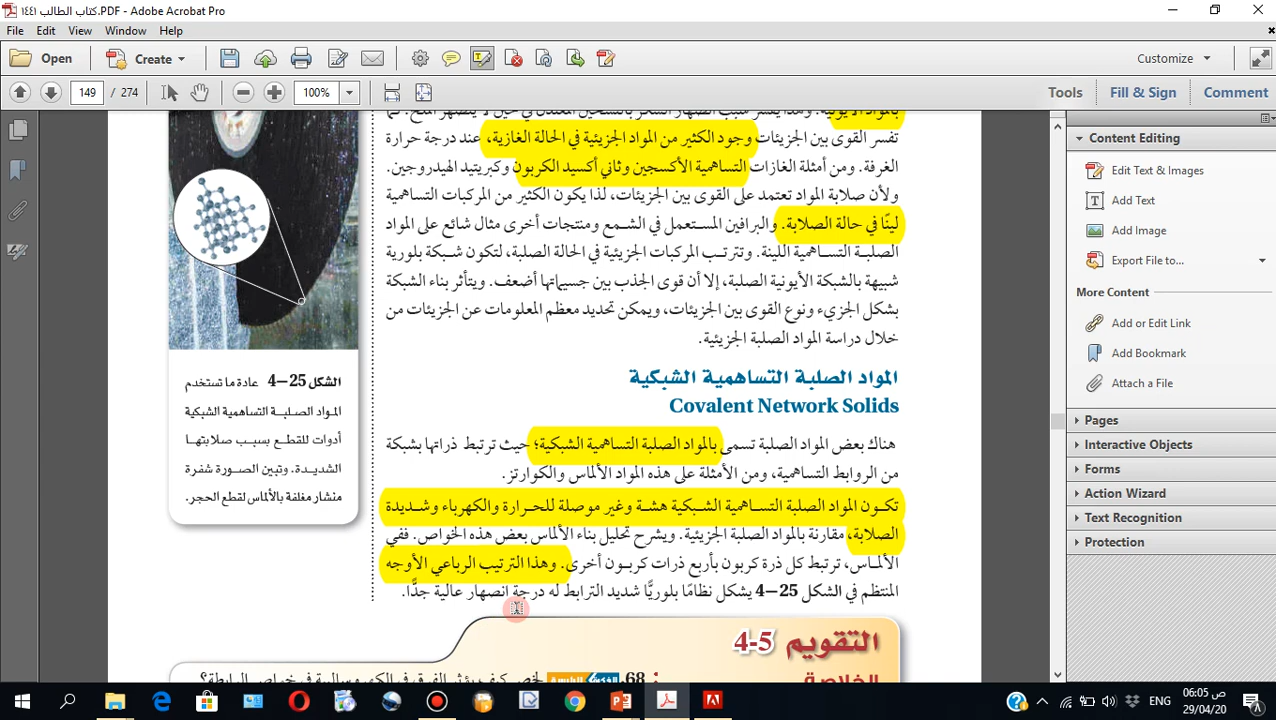 كتاب الطالب ١٤٤١.PDF - Adobe Acrobat Pro
File Edit View Window Help
Open Create Customize
149 / 274 100% Tools Fill & Sign Comment
تفسر القوى بين الجزيئات وجود الكثير من المواد الجزيئية في الحالة الغازية، عند درجة حرارة
الغرفة. ومن أمثلة الغازات التساهمية الأكسجين وثاني أكسيد الكربون وكبريتيد الهيدروجين.
ولأن صلابة المواد تعتمد على القوى بين الجزيئات، لذا يكون الكثير من المركبات التساهمية
لينًا في حالة الصلابة. والبرافين المستعمل في الشمع ومنتجات أخرى مثال شائع على المواد
الصلبة التساهمية اللينة. وتترتب المركبات الجزيئية في الحالة الصلبة، لتكون شبكة بلورية
شبيهة بالشبكة الأيونية الصلبة، إلا أن قوى الجذب بين جسيماتها أضعف. ويتأثر بناء الشبكة
بشكل الجزيء ونوع القوى بين الجزيئات، ويمكن تحديد معظم المعلومات عن الجزيئات من
خلال دراسة المواد الصلبة الجزيئية.
المواد الصلبة التساهمية الشبكية
Covalent Network Solids
هناك بعض المواد الصلبة تسمى بالمواد الصلبة التساهمية الشبكية؛ حيث ترتبط ذراتها بشبكة
من الروابط التساهمية، ومن الأمثلة على هذه المواد الألماس والكوارتز.
تكون المواد الصلبة التساهمية الشبكية هشة وغير موصلة للحرارة والكهرباء وشديدة
الصلابة، مقارنة بالمواد الصلبة الجزيئية. ويشرح تحليل بناء الألماس بعض هذه الخواص. ففي
الألماس، ترتبط كل ذرة كربون بأربع ذرات كربون أخرى. وهذا الترتيب الرباعي الأوجه
المنتظم في الشكل 25-4 يشكل نظامًا بلوريًّا شديد الترابط له درجة انصهار عالية جدًّا.
الشكل 25-4 عادة ما تستخدم
المواد الصلبة التساهمية الشبكية
أدوات للقطع بسبب صلابتها
الشديدة. وتبين الصورة شفرة
منشار مغلفة بالألماس لقطع الحجر.
التقويم 5-4
الخلاصة
68. الفكرة الرئيسة لخص كيف يؤثر الفرق في الكهروسالبية في خواص الرابطة؟
Content Editing
Edit Text & Images
Add Text
Add Image
Export File to...
More Content
Add or Edit Link
Add Bookmark
Attach a File
Pages
Interactive Objects
Forms
Action Wizard
Text Recognition
Protection
ENG 06:05 ص
29/04/20